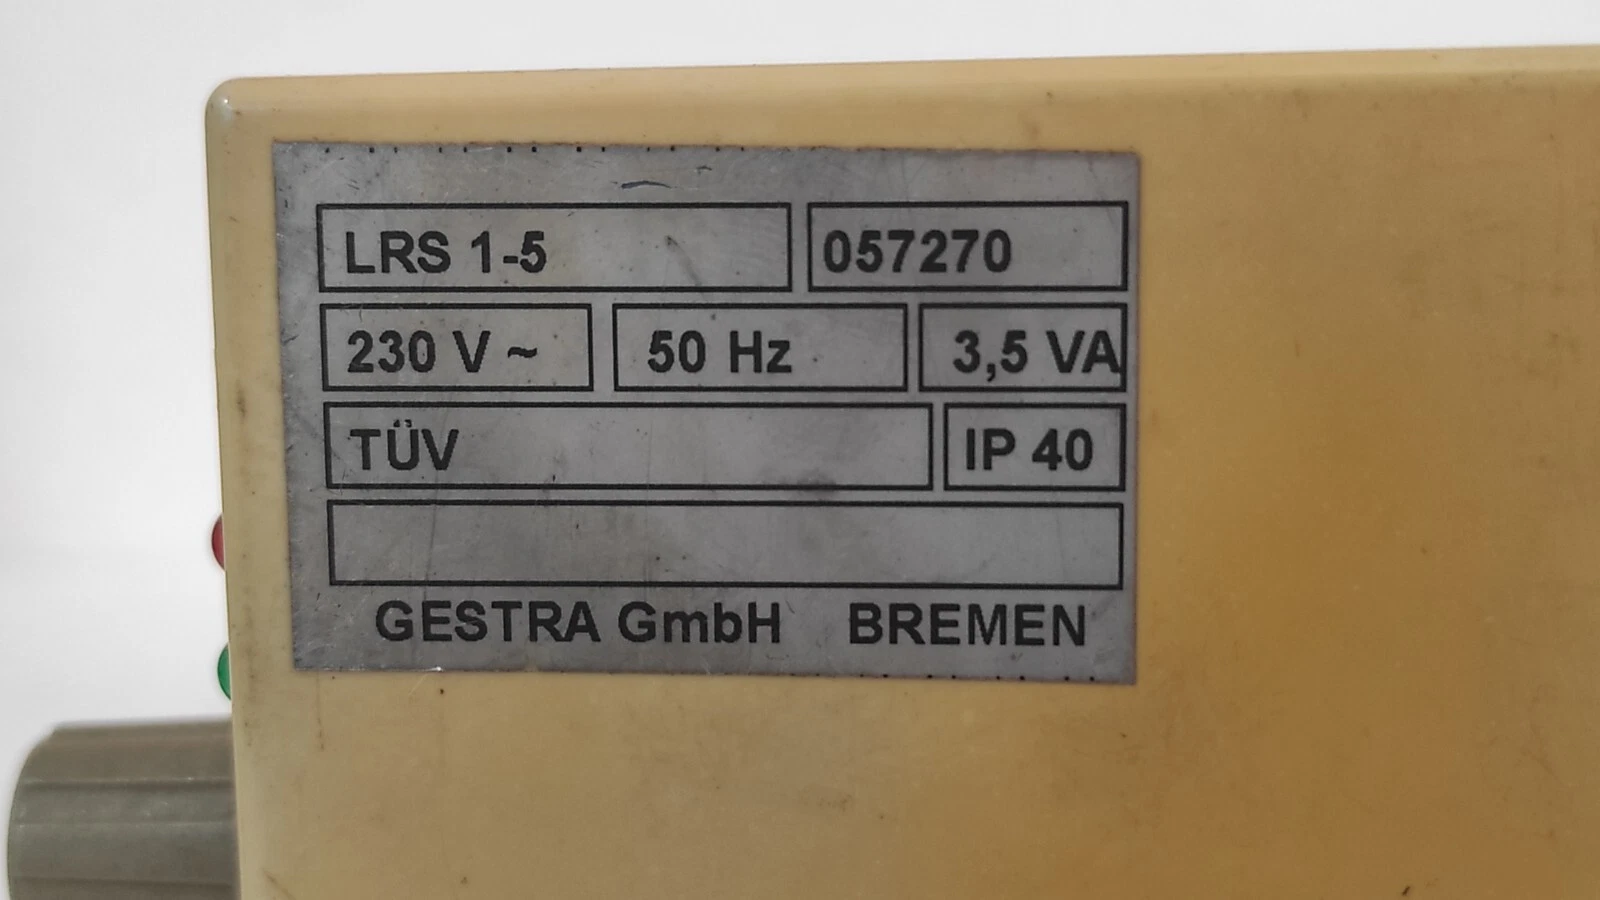 LRS 1-5 057270
230 V ~ 50 Hz 3,5 VA
TÜV IP 40
GESTRA GmbH BREMEN